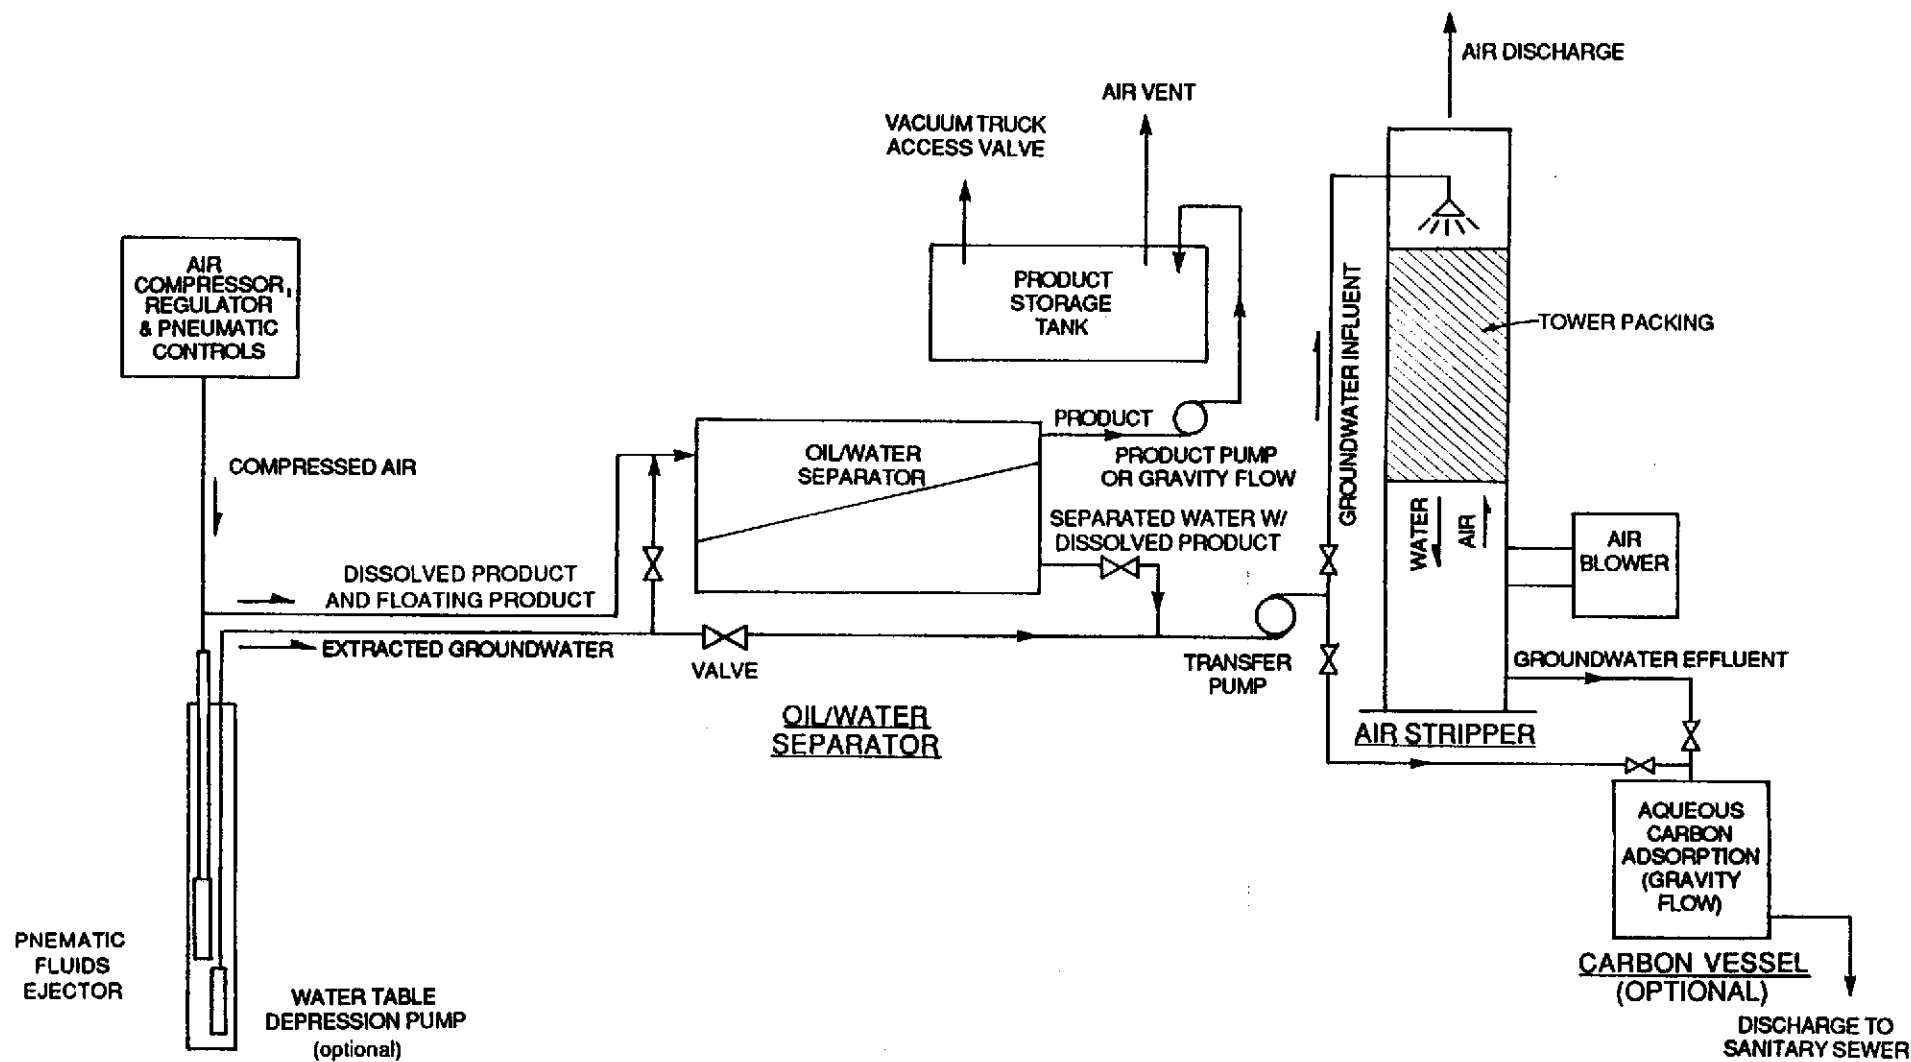 AIR DISCHARGE
AIR VENT
VACUUM TRUCK
ACCESS VALVE
AIR
COMPRESSOR,
REGULATOR
& PNEUMATIC
CONTROLS
PRODUCT
STORAGE
TANK
GROUNDWATER INFLUENT
TOWER PACKING
COMPRESSED AIR
OIL/WATER
SEPARATOR
PRODUCT
PRODUCT PUMP
OR GRAVITY FLOW
SEPARATED WATER W/
DISSOLVED PRODUCT
WATER
AIR
AIR
BLOWER
DISSOLVED PRODUCT
AND FLOATING PRODUCT
EXTRACTED GROUNDWATER
VALVE
TRANSFER
PUMP
GROUNDWATER EFFLUENT
OIL/WATER
SEPARATOR
AIR STRIPPER
AQUEOUS
CARBON
ADSORPTION
(GRAVITY
FLOW)
PNEMATIC
FLUIDS
EJECTOR
WATER TABLE
DEPRESSION PUMP
(optional)
CARBON VESSEL
(OPTIONAL)
DISCHARGE TO
SANITARY SEWER